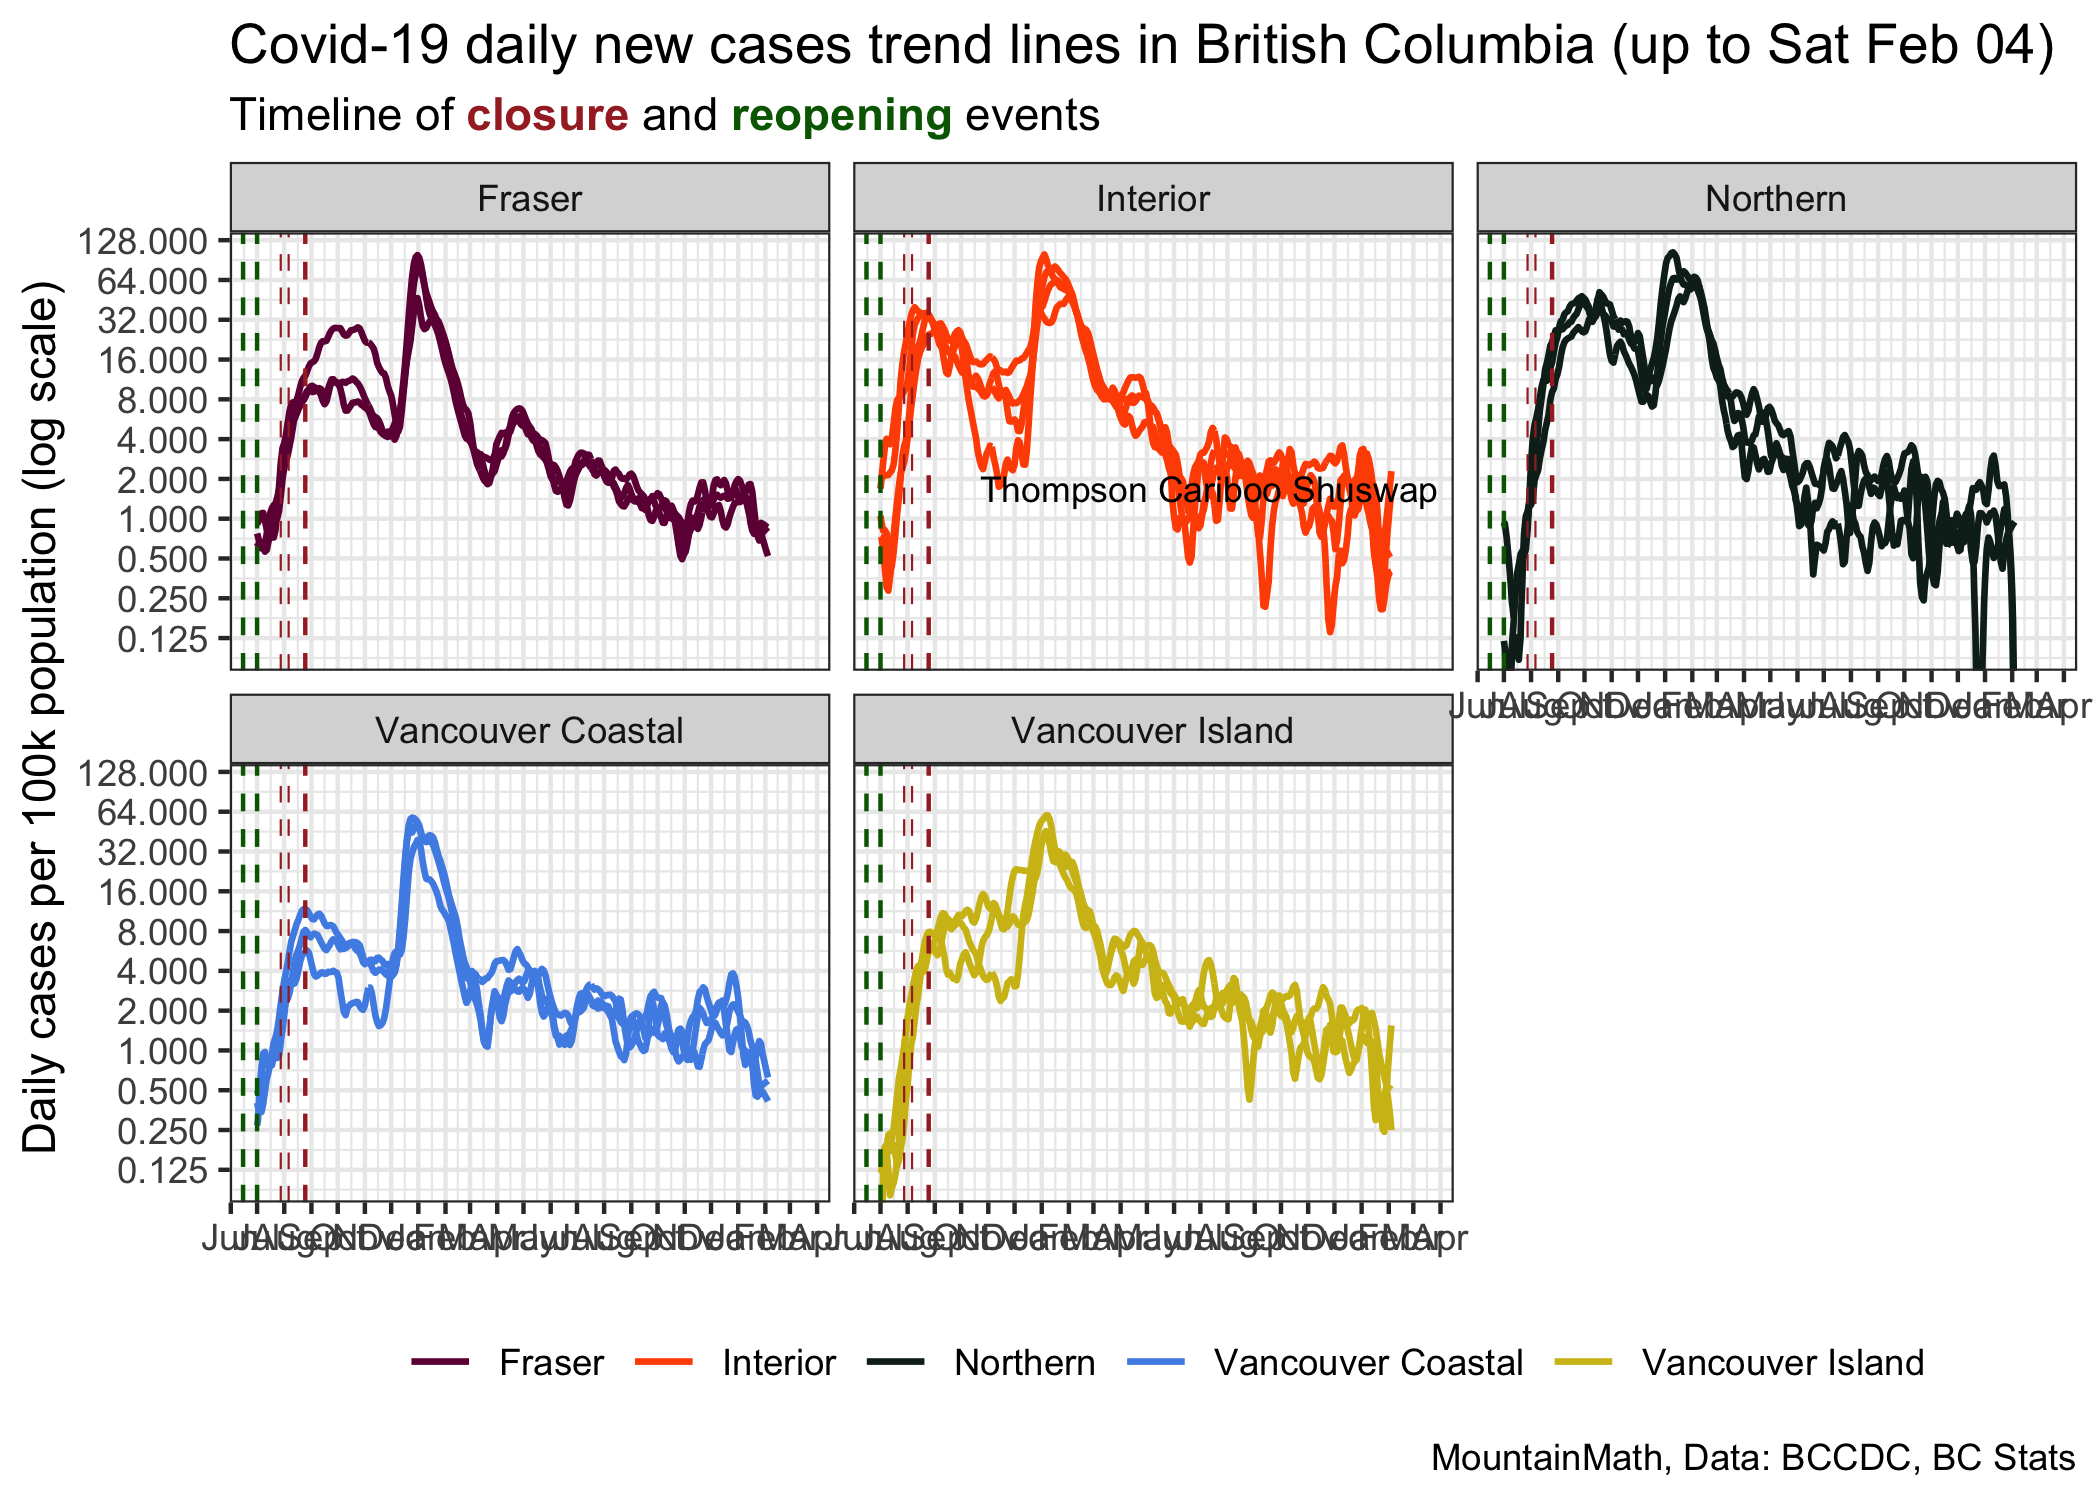 Covid-19 daily new cases trend lines in British Columbia (up to Sat Feb 04)
Timeline of closure and reopening events
Daily cases per 100k population (log scale)
Fraser
Interior
Northern
128.000
64.000
32.000
16.000
8.000
4.000
2.000
1.000
0.500
0.250
0.125
Thompson Cariboo Shuswap
Vancouver Coastal
Vancouver Island
128.000
64.000
32.000
16.000
8.000
4.000
2.000
1.000
0.500
0.250
0.125
Fraser
Interior
Northern
Vancouver Coastal
Vancouver Island
MountainMath, Data: BCCDC, BC Stats